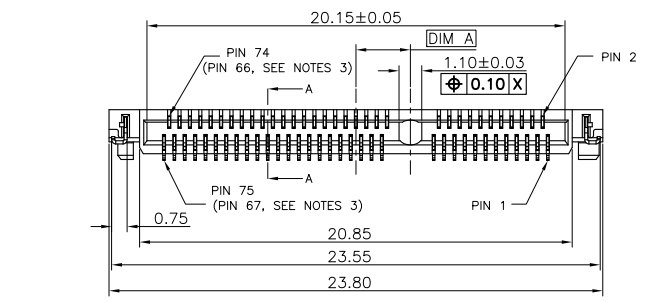 20.15±0.05
DIM A
PIN 74
(PIN 66, SEE NOTES 3)
1.10±0.03
PIN 2
⌖ 0.10 X
A
A
PIN 75
(PIN 67, SEE NOTES 3)
PIN 1
0.75
20.85
23.55
23.80